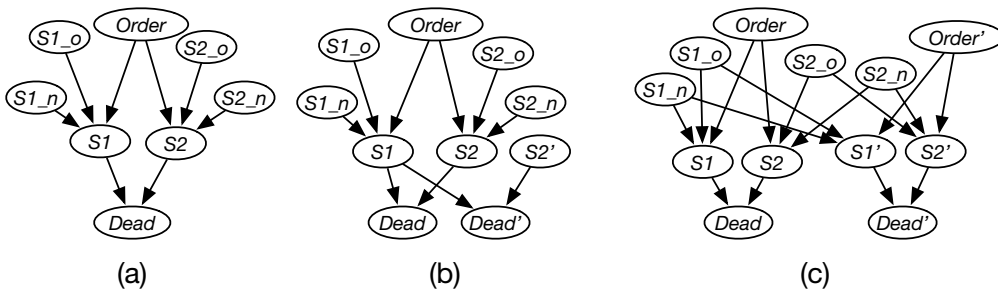 Order
S1_o
S2_o
S1_n
S2_n
S1
S2
Dead
(a)
Order
S1_o
S2_o
S1_n
S2_n
S1
S2
S2'
Dead
Dead'
(b)
Order
Order'
S1_o
S2_o
S2_n
S1_n
S1
S2
S1'
S2'
Dead
Dead'
(c)